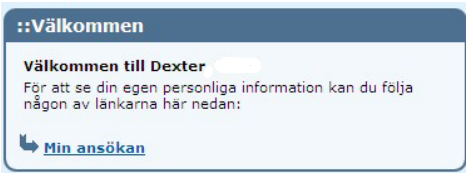 ::Välkommen
Välkommen till Dexter
För att se din egen personliga information kan du följa
någon av länkarna här nedan:
Min ansökan